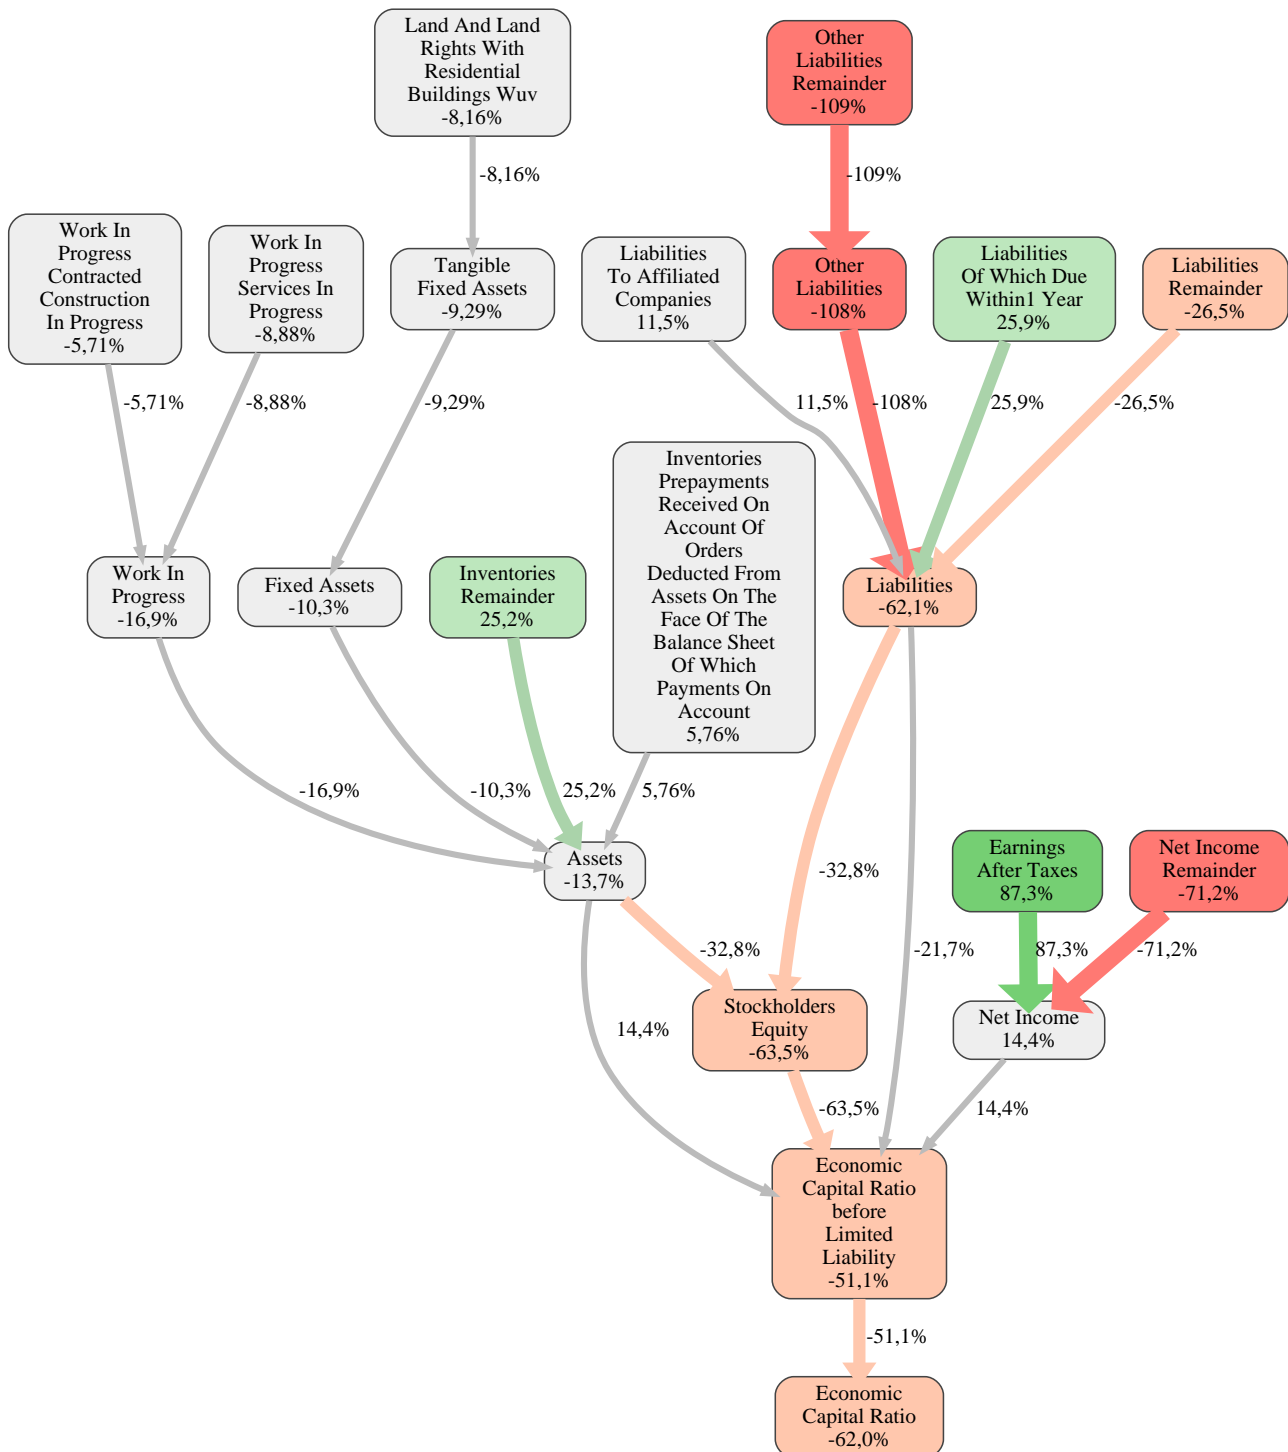 Land And Land
Rights With
Residential
Buildings Wuv
-8,16%
Other
Liabilities
Remainder
-109%
-8,16%
-109%
Work In
Progress
Contracted
Construction
In Progress
-5,71%
Work In
Progress
Services In
Progress
-8,88%
Tangible
Fixed Assets
-9,29%
Liabilities
To Affiliated
Companies
11,5%
Other
Liabilities
-108%
Liabilities
Of Which Due
Within1 Year
25,9%
Liabilities
Remainder
-26,5%
-5,71%
-8,88%
-9,29%
11,5%
-108%
25,9%
-26,5%
Inventories
Prepayments
Received On
Account Of
Orders
Deducted From
Assets On The
Face Of The
Balance Sheet
Of Which
Payments On
Account
5,76%
Work In
Progress
-16,9%
Fixed Assets
-10,3%
Inventories
Remainder
25,2%
Liabilities
-62,1%
-16,9%
-10,3%
25,2%
5,76%
-32,8%
Assets
-13,7%
Earnings
After Taxes
87,3%
Net Income
Remainder
-71,2%
-32,8%
-21,7%
87,3%
-71,2%
14,4%
Stockholders
Equity
-63,5%
Net Income
14,4%
-63,5%
14,4%
Economic
Capital Ratio
before
Limited
Liability
-51,1%
-51,1%
Economic
Capital Ratio
-62,0%